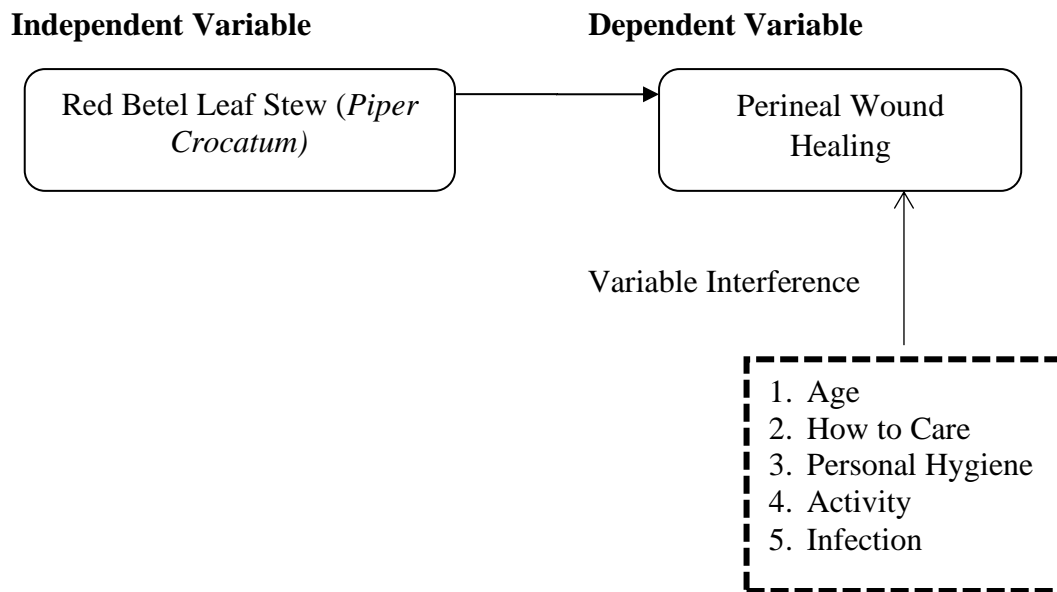 Independent Variable
Dependent Variable
Red Betel Leaf Stew (Piper
Crocatum)
Perineal Wound
Healing
Variable Interference
1. Age
2. How to Care
3. Personal Hygiene
4. Activity
5. Infection